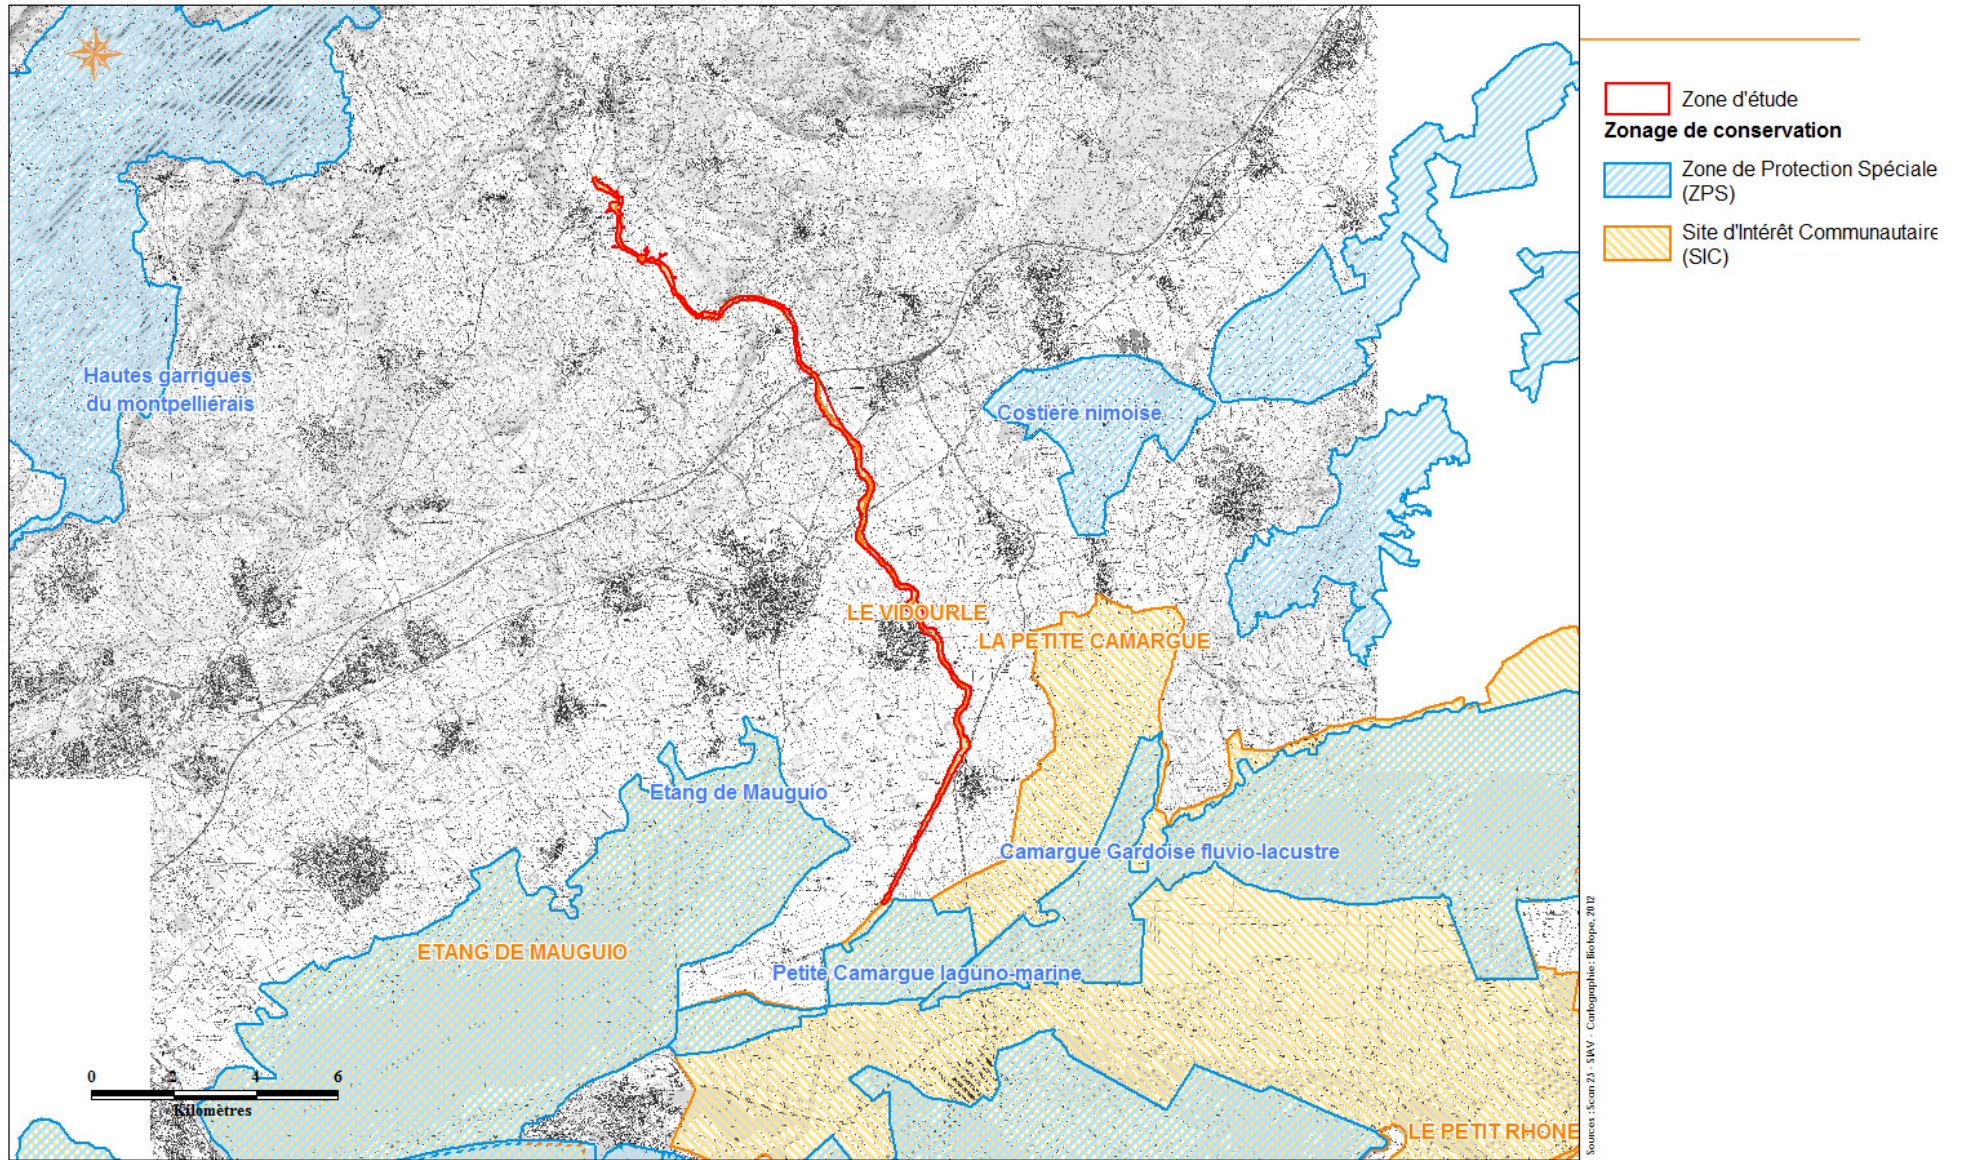 Zone d'étude
Zonage de conservation
Zone de Protection Spéciale
(ZPS)
Site d'Intérêt Communautaire
(SIC)
Hautes garrigues
du montpelliérais
Costière nimoise
LE VIDOURLE
LA PETITE CAMARGUE
Etang de Mauguio
Camargue Gardoise fluvio-lacustre
ETANG DE MAUGUIO
Petite Camargue laguno-marine
LE PETIT RHONE
0 2 4 6
Kilomètres
Sources : Scan 25 - SIAV - Cartographie: Biotope, 2012